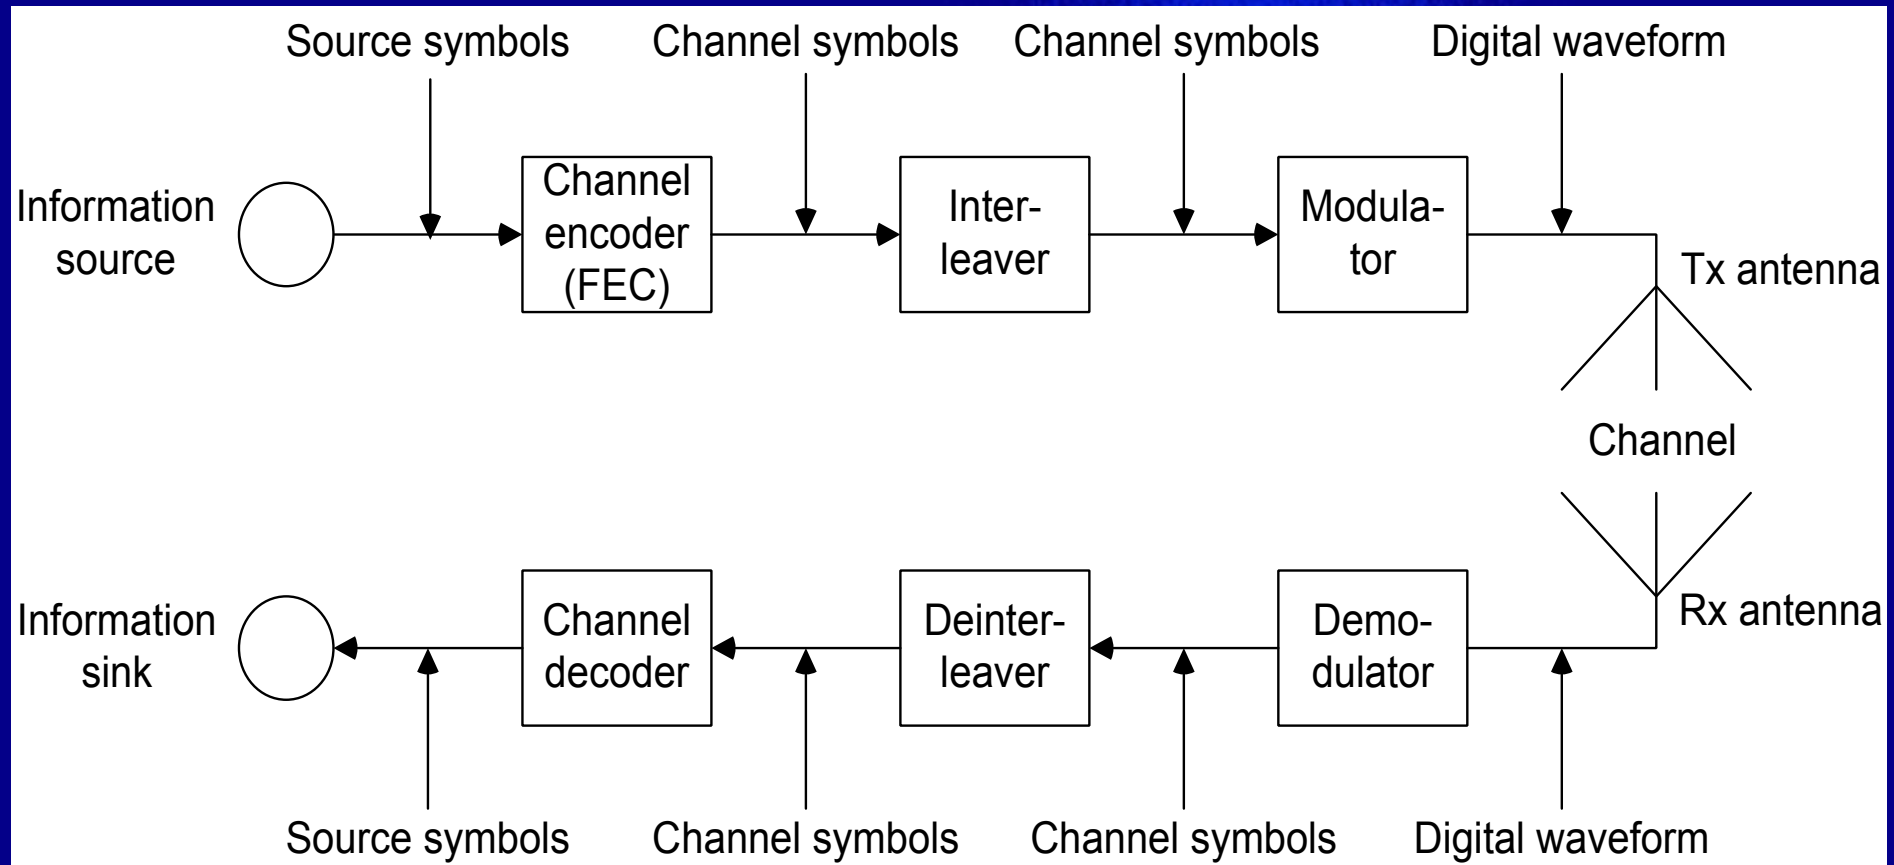 Source symbols
Channel symbols
Channel symbols
Digital waveform
Information
source
Channel
encoder
(FEC)
Inter-
leaver
Modula-
tor
Tx antenna
Channel
Information
sink
Channel
decoder
Deinter-
leaver
Demo-
dulator
Rx antenna
Source symbols
Channel symbols
Channel symbols
Digital waveform